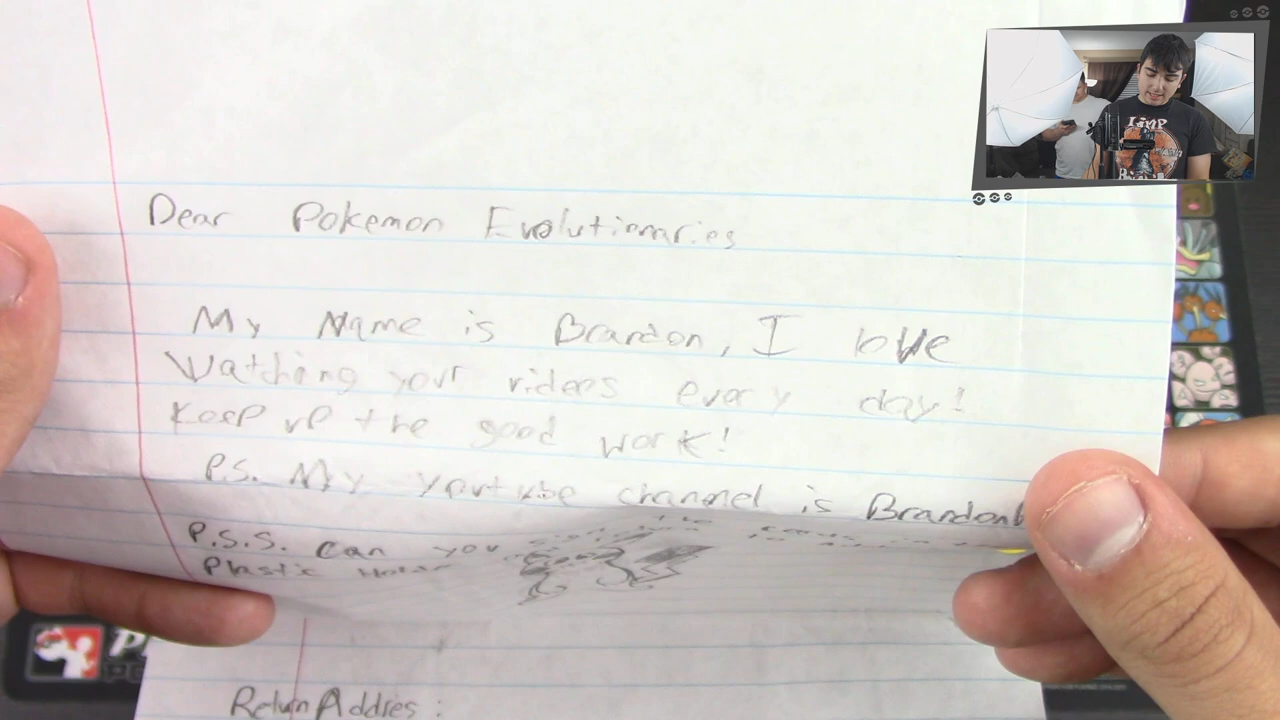 Dear Pokemon Evolutionaries
My Name is Brandon, I love
Watching your videos every day!
Keep up the good work!
P.S. My youtube channel is Brandon
P.S.S. can you
Plastic
Return Addres:
LIMP